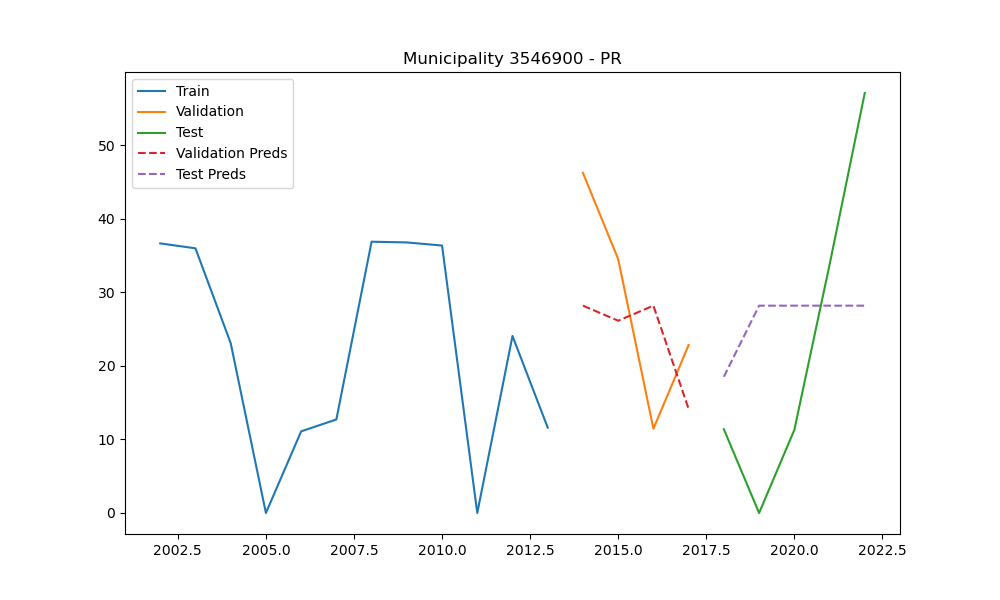 Municipality 3546900 - PR
Train
Validation
Test
Validation Preds
Test Preds
50
40
30
20
10
0
2002.5 2005.0 2007.5 2010.0 2012.5 2015.0 2017.5 2020.0 2022.5